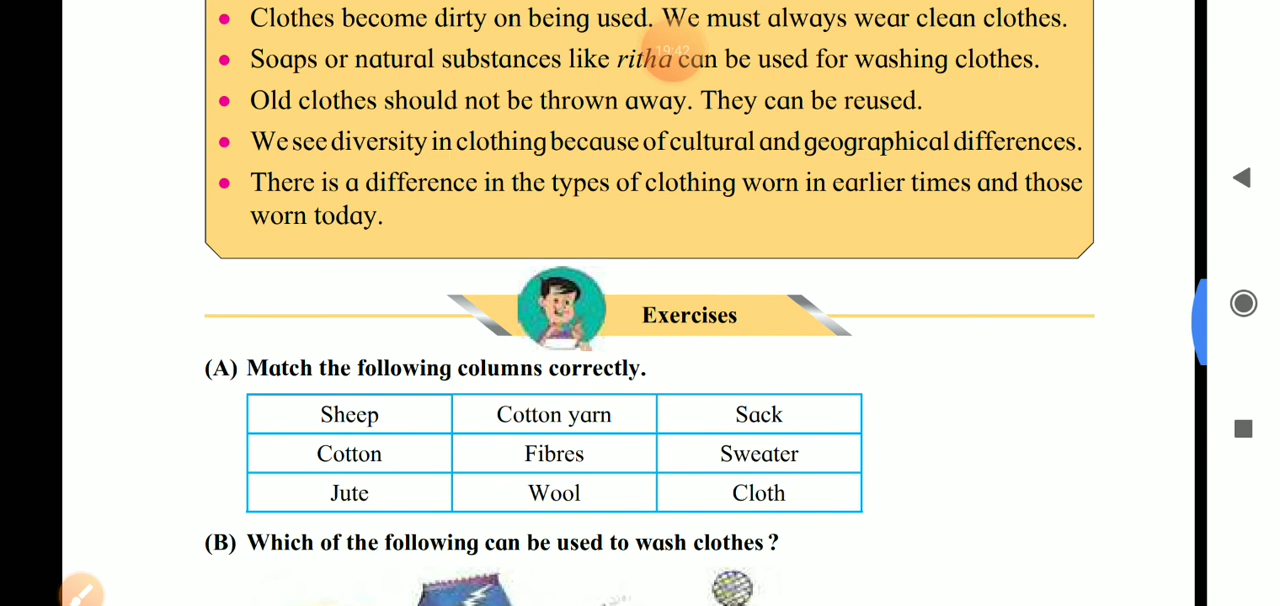 Clothes become dirty on being used. We must always wear clean clothes.
19:42
Soaps or natural substances like ritha can be used for washing clothes.
Old clothes should not be thrown away. They can be reused.
We see diversity in clothing because of cultural and geographical differences.
There is a difference in the types of clothing worn in earlier times and those
worn today.
Exercises
(A) Match the following columns correctly.
Sheep Cotton yarn Sack
Cotton Fibres Sweater
Jute Wool Cloth
(B) Which of the following can be used to wash clothes ?